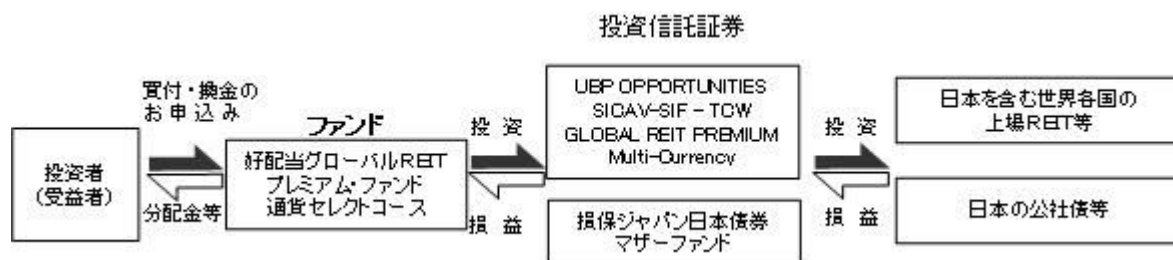 投資信託証券
買付・換金の
お申込み
投資者
(受益者)
分配金等
ファンド
好配当グローバルREIT
プレミアム・ファンド
通貨セレクトコース
投資
損益
UBP OPPORTUNITIES
SICAV-SIF - TCW
GLOBAL REIT PREMIUM
Multi-Currency
損保ジャパン日本債券
マザーファンド
投資
損益
日本を含む世界各国の
上場REIT等
日本の公社債等